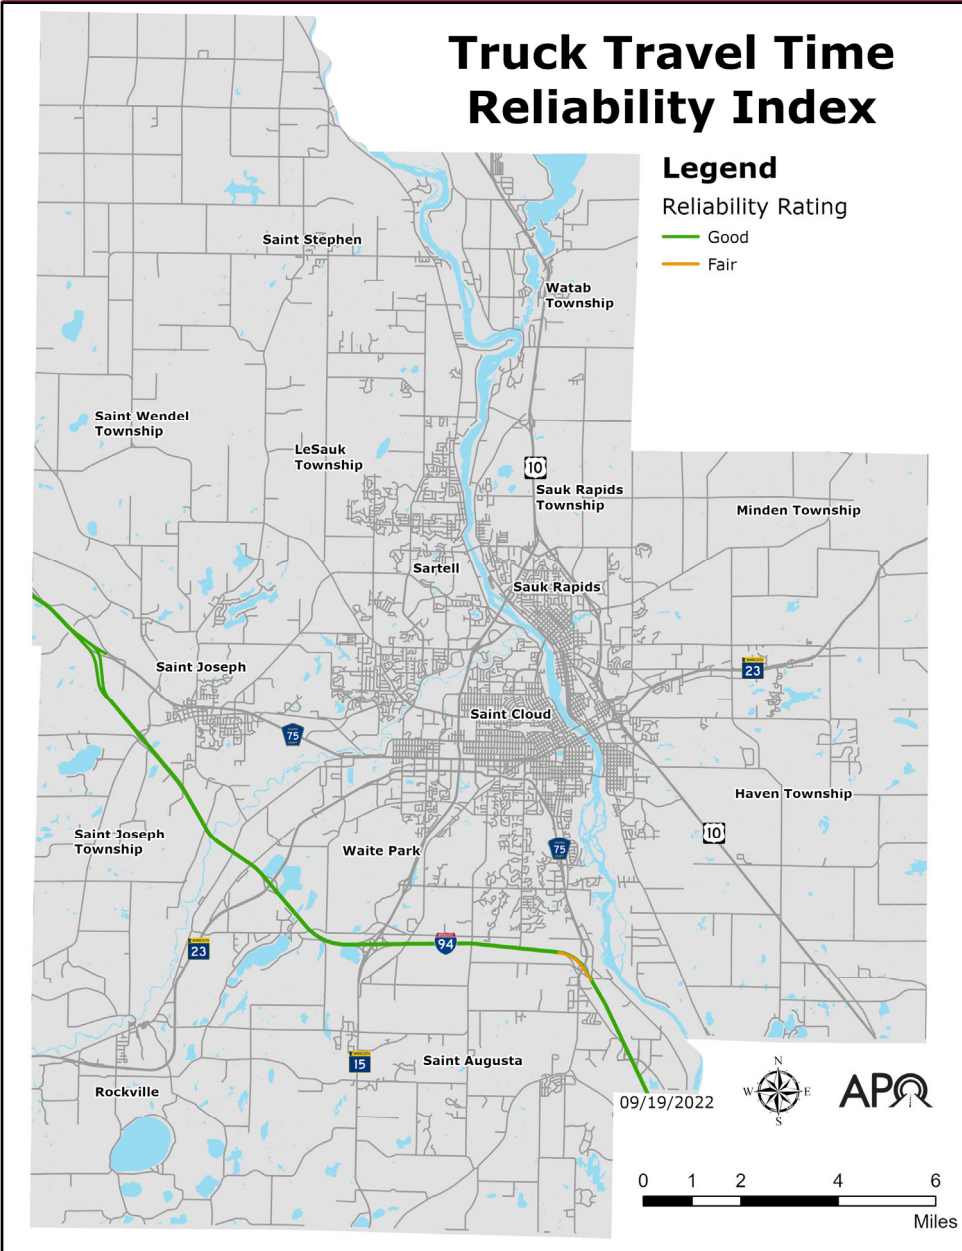 Truck Travel Time
Reliability Index
Legend
Reliability Rating
Good
Fair
Saint Stephen
Watab
Township
Saint Wendel
Township
LeSauk
Township
10
Sauk Rapids
Township
Minden Township
Sartell
Sauk Rapids
Saint Joseph
23
Saint Cloud
75
Haven Township
10
Saint Joseph
Township
Waite Park
75
23
94
15
Saint Augusta
Rockville
09/19/2022
N
W E
S
APO
0 1 2 4 6
Miles